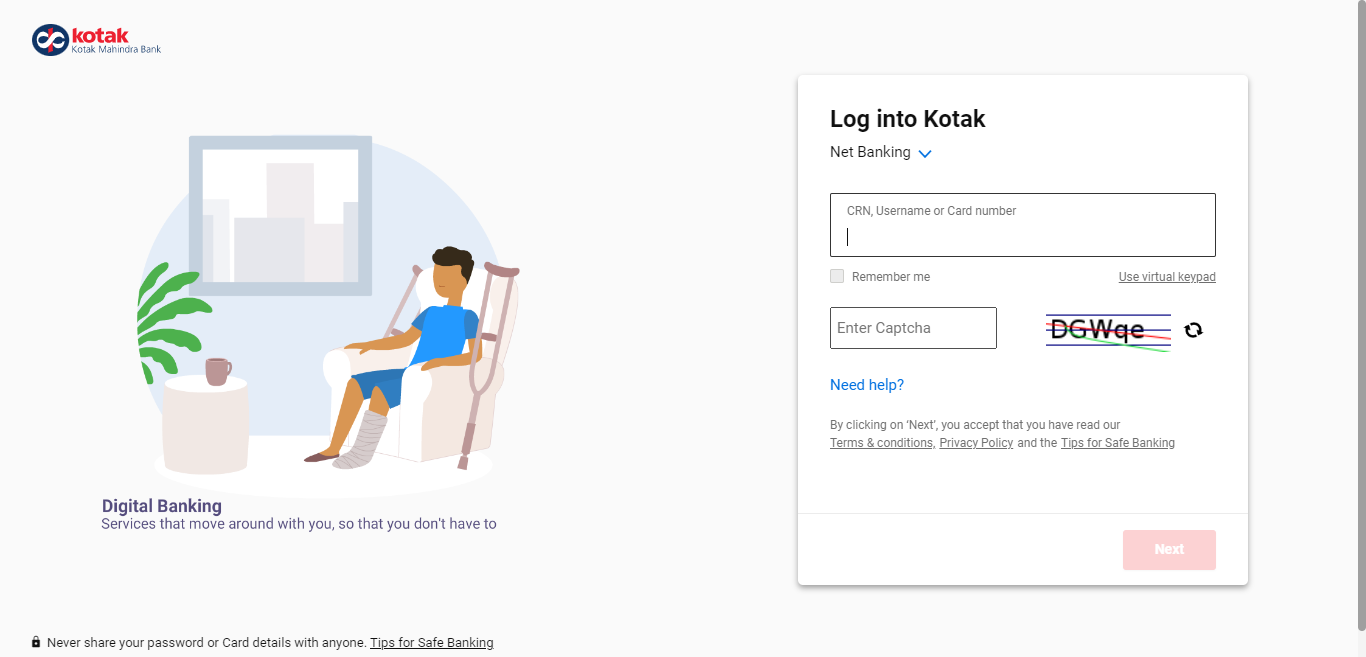 kotak
Kotak Mahindra Bank
Log into Kotak
Net Banking
CRN, Username or Card number
Remember me
Use virtual keypad
Enter Captcha
DGWqe
Need help?
By clicking on ‘Next’, you accept that you have read our
Terms & conditions, Privacy Policy and the Tips for Safe Banking
Next
Digital Banking
Services that move around with you, so that you don't have to
Never share your password or Card details with anyone. Tips for Safe Banking